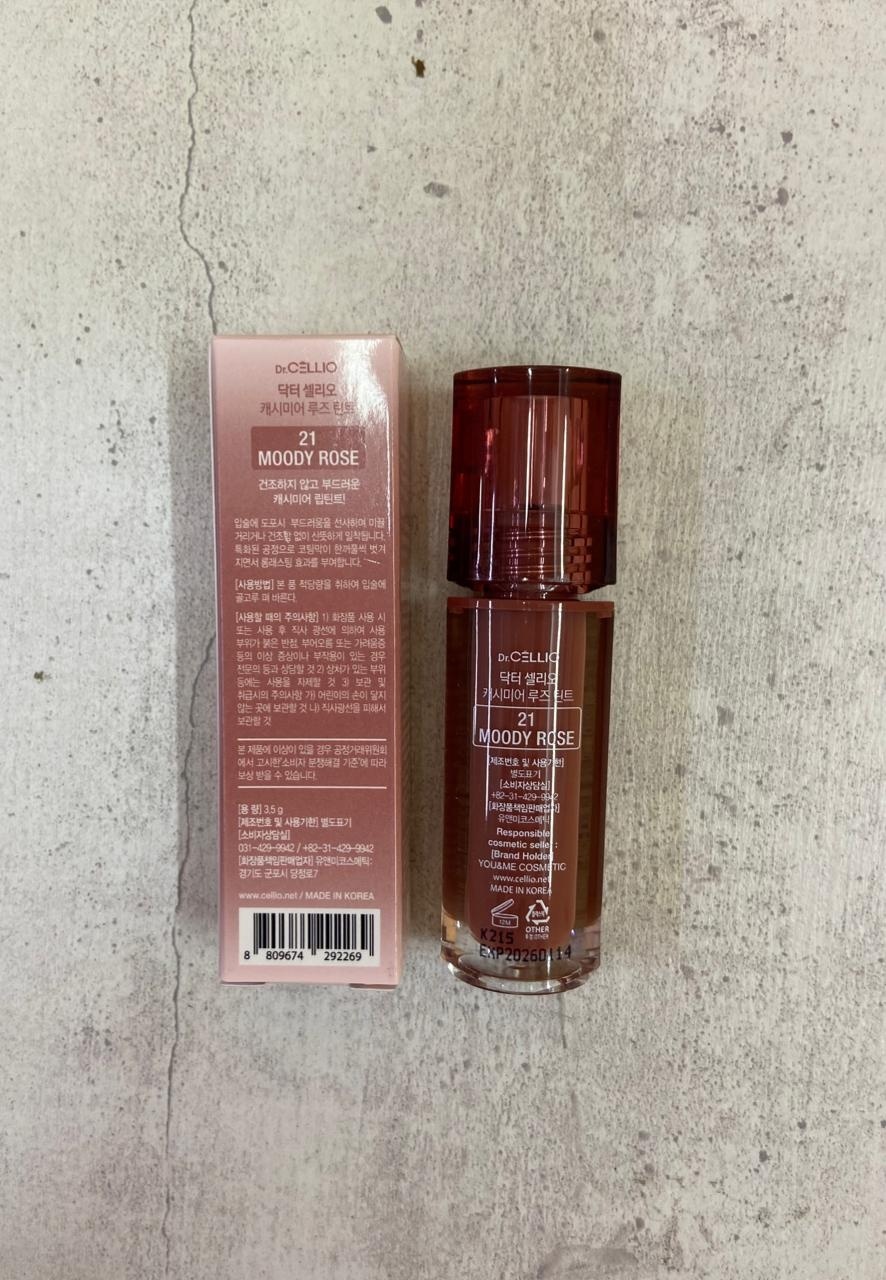 Dr.CELLIO
닥터 셀리오
캐시미어 루즈 틴트
21
MOODY ROSE
건조하지 않고 부드러운
캐시미어 립틴트!
입술에 도포시 부드러움을 선사하며 미끌
거리거나 건조함 없이 산뜻하게 밀착됩니다.
특화된 공정으로 코팅막이 한꺼풀씩 벗겨
지면서 롱래스팅 효과를 부여합니다.
[사용방법] 본 품 적당량을 취하여 입술에
골고루 펴 바른다.
[사용할 때의 주의사항] 1) 화장품 사용 시
또는 사용 후 직사 광선에 의하여 사용
부위가 붉은 반점, 부어오름 또는 가려움증
등의 이상 증상이나 부작용이 있는 경우
전문의 등과 상담할 것 2) 상처가 있는 부위
등에는 사용을 자제할 것 3) 보관 및
취급시의 주의사항 가) 어린이의 손이 닿지
않는 곳에 보관할 것 나) 직사광선을 피해서
보관할 것
본 제품에 이상이 있을 경우 공정거래위원회
에서 고시한 '소비자 분쟁해결 기준'에 따라
보상 받을 수 있습니다.
[용 량] 3.5 g
[제조번호 및 사용기한] 별도표기
[소비자상담실]
031-429-9942 / +82-31-429-9942
[화장품책임판매업자] 유앤미코스메틱:
경기도 군포시 당정로7
www.cellio.net / MADE IN KOREA
8 809674 292269
Dr.CELLIO
닥터 셀리오
캐시미어 루즈 틴트
21
MOODY ROSE
[제조번호 및 사용기한]
별도표기
[소비자상담실]
+82-31-429-9942
[화장품책임판매업자]
유앤미코스메틱
Responsible
cosmetic seller :
[Brand Holder]
YOU&ME COSMETIC
www.cellio.net
MADE IN KOREA
12M
플라스틱
OTHER
K215
EXP20260114